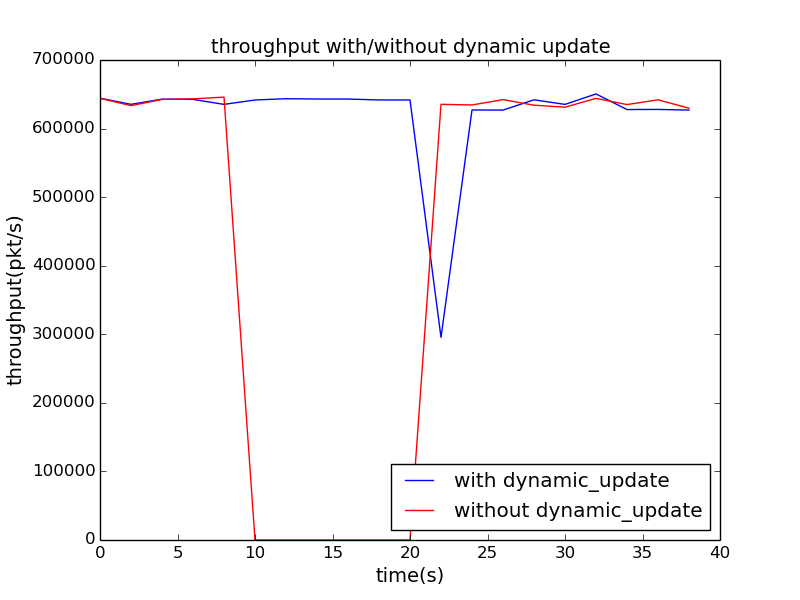 throughput with/without dynamic update
700000
600000
500000
400000
300000
200000
100000
0
throughput(pkt/s)
with dynamic_update
without dynamic_update
0 5 10 15 20 25 30 35 40
time(s)